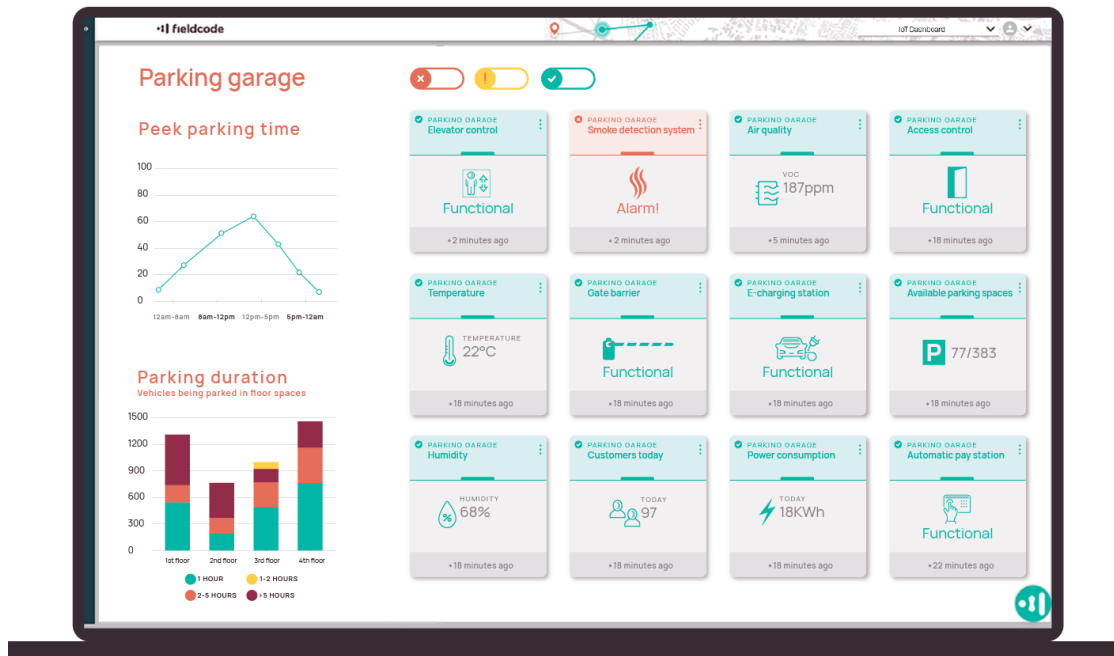 fieldcode
IoT Dashboard
Parking garage
Peek parking time
100
80
60
40
20
0
12am-8am 8am-12pm 12pm-5pm 5pm-12am
Parking duration
Vehicles being parked in floor spaces
1500
1200
900
600
300
0
1st floor 2nd floor 3rd floor 4th floor
1 HOUR 1-2 HOURS
2-5 HOURS >5 HOURS
PARKING GARAGE
Elevator control
Functional
•2 minutes ago
PARKING GARAGE
Smoke detection system
Alarm!
•2 minutes ago
PARKING GARAGE
Air quality
VOC
187ppm
•5 minutes ago
PARKING GARAGE
Access control
Functional
•18 minutes ago
PARKING GARAGE
Temperature
TEMPERATURE
22°C
•18 minutes ago
PARKING GARAGE
Gate barrier
Functional
•18 minutes ago
PARKING GARAGE
E-charging station
Functional
•18 minutes ago
PARKING GARAGE
Available parking spaces
P 77/383
•18 minutes ago
PARKING GARAGE
Humidity
HUMIDITY
% 68%
•18 minutes ago
PARKING GARAGE
Customers today
TODAY
97
•18 minutes ago
PARKING GARAGE
Power consumption
TODAY
18KWh
•18 minutes ago
PARKING GARAGE
Automatic pay station
Functional
•22 minutes ago